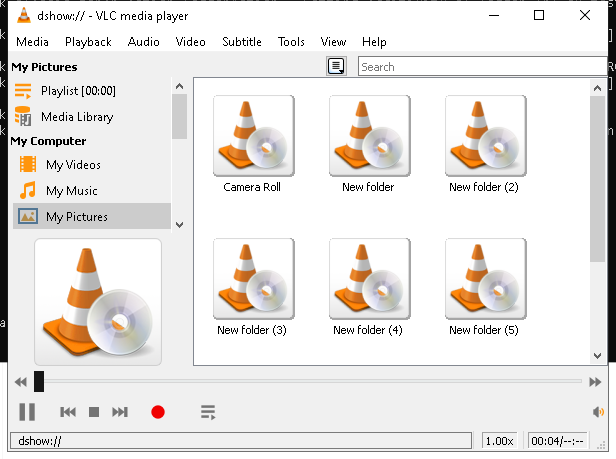 dshow:// - VLC media player
Media Playback Audio Video Subtitle Tools View Help
My Pictures
Search
Playlist [00:00]
Media Library
My Computer
My Videos
My Music
My Pictures
Camera Roll New folder New folder (2)
New folder (3) New folder (4) New folder (5)
dshow:// 1.00x 00:04/--:--